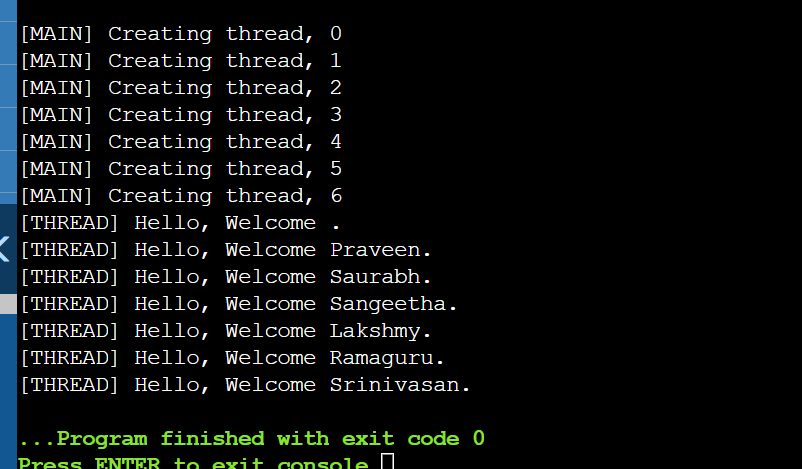 [MAIN] Creating thread, 0
[MAIN] Creating thread, 1
[MAIN] Creating thread, 2
[MAIN] Creating thread, 3
[MAIN] Creating thread, 4
[MAIN] Creating thread, 5
[MAIN] Creating thread, 6
[THREAD] Hello, Welcome .
[THREAD] Hello, Welcome Praveen.
[THREAD] Hello, Welcome Saurabh.
[THREAD] Hello, Welcome Sangeetha.
[THREAD] Hello, Welcome Lakshmy.
[THREAD] Hello, Welcome Ramaguru.
[THREAD] Hello, Welcome Srinivasan.
...Program finished with exit code 0
Press ENTER to exit console.